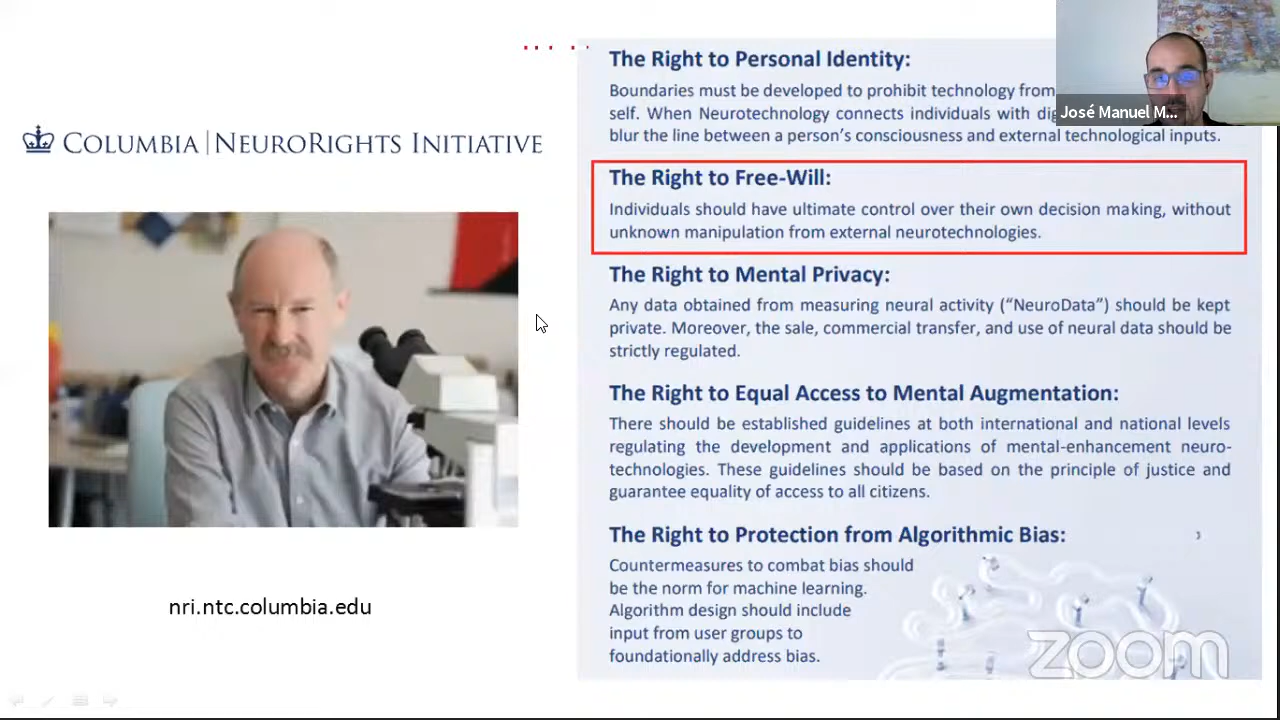 COLUMBIA | NEURORIGHTS INITIATIVE
nri.ntc.columbia.edu
The Right to Personal Identity:
Boundaries must be developed to prohibit technology from
self. When Neurotechnology connects individuals with
blur the line between a person's consciousness and external technological inputs.
The Right to Free-Will:
Individuals should have ultimate control over their own decision making, without
unknown manipulation from external neurotechnologies.
The Right to Mental Privacy:
Any data obtained from measuring neural activity (“NeuroData”) should be kept
private. Moreover, the sale, commercial transfer, and use of neural data should be
strictly regulated.
The Right to Equal Access to Mental Augmentation:
There should be established guidelines at both international and national levels
regulating the development and applications of mental-enhancement neuro-
technologies. These guidelines should be based on the principle of justice and
guarantee equality of access to all citizens.
The Right to Protection from Algorithmic Bias:
Countermeasures to combat bias should
be the norm for machine learning.
Algorithm design should include
input from user groups to
foundationally address bias.
José Manuel M...
zoom